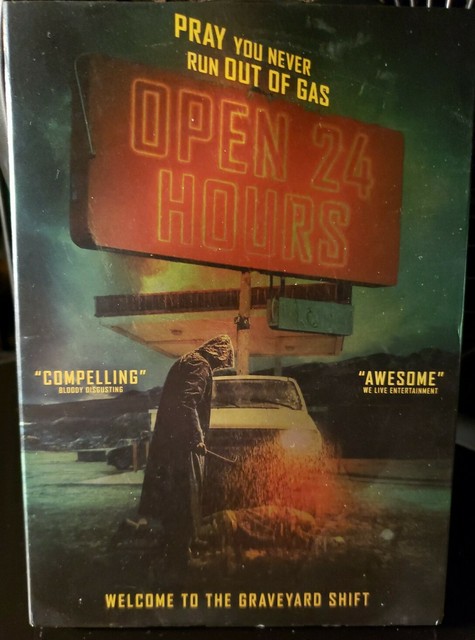 PRAY YOU NEVER
RUN OUT OF GAS
OPEN 24
HOURS
"COMPELLING"
BLOODY DISGUSTING
"AWESOME"
WE LIVE ENTERTAINMENT
WELCOME TO THE GRAVEYARD SHIFT